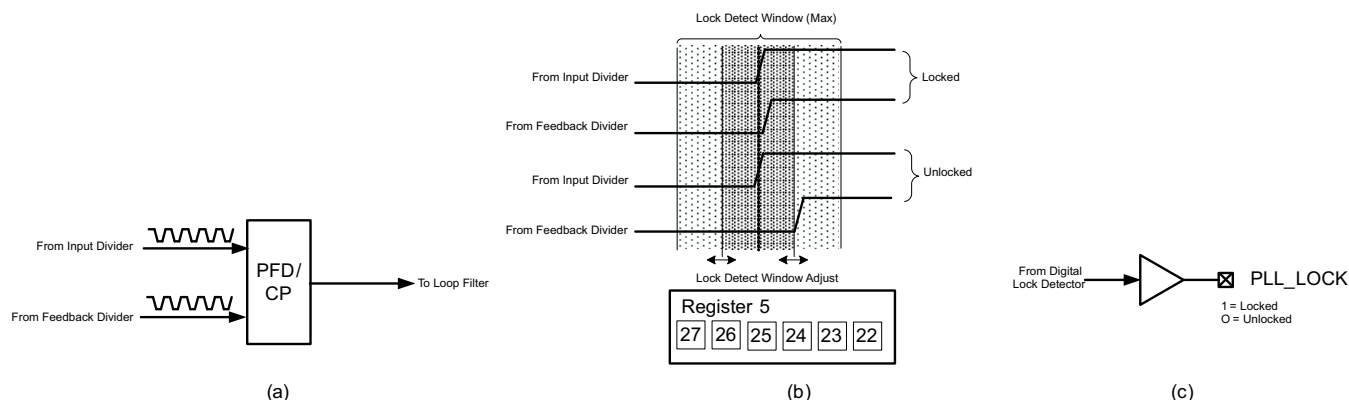 From Input Divider
From Feedback Divider
PFD/
CP
To Loop Filter
(a)
Lock Detect Window (Max)
From Input Divider
Locked
From Feedback Divider
From Input Divider
Unlocked
From Feedback Divider
Lock Detect Window Adjust
Register 5
27 26 25 24 23 22
(b)
From Digital
Lock Detector
PLL_LOCK
1 = Locked
O = Unlocked
(c)